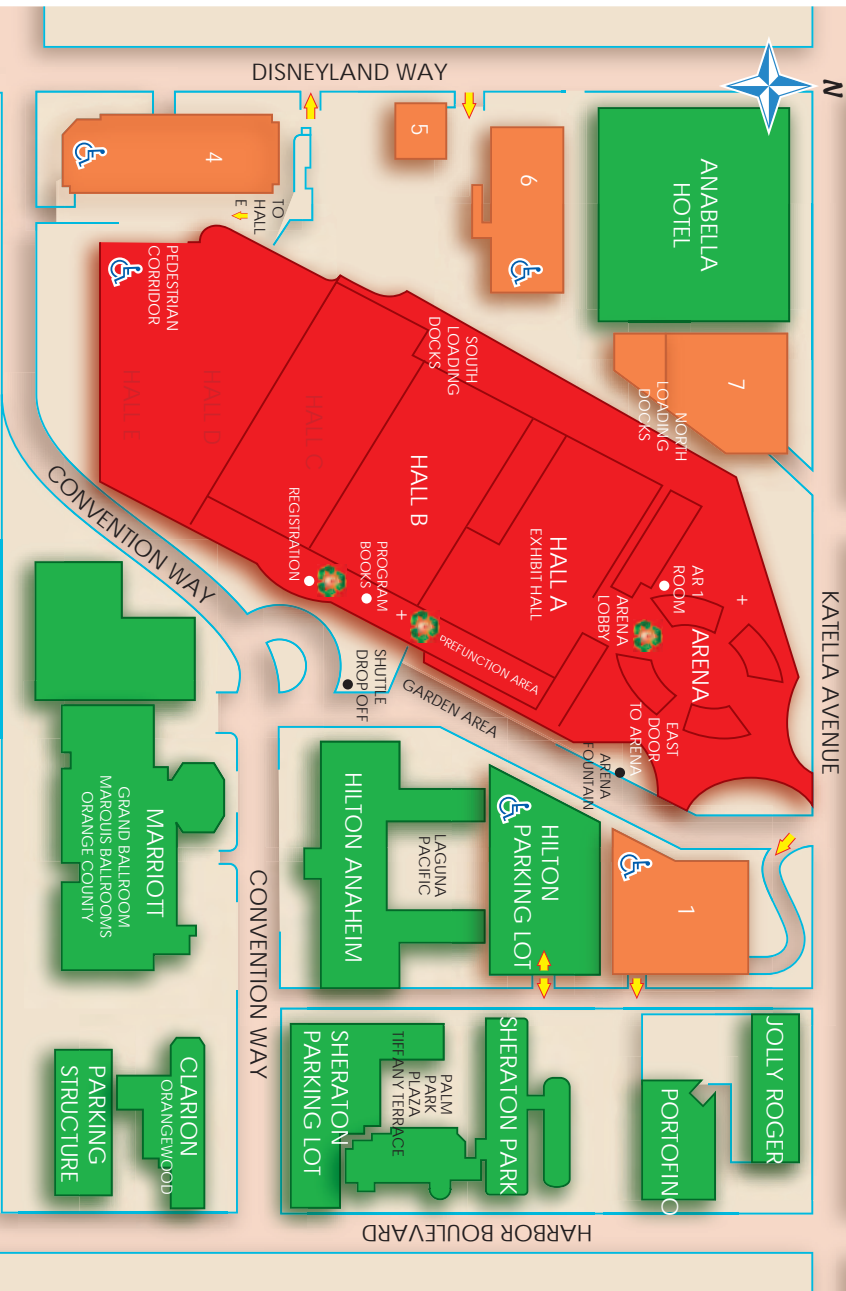 N
KATELLA AVENUE
DISNEYLAND WAY
ANABELLA
HOTEL
7
NORTH
LOADING
DOCKS
6
5
4
TO
HALL
E
PEDESTRIAN
CORRIDOR
SOUTH
LOADING
DOCKS
HALL E
HALL D
HALL C
HALL B
HALL A
EXHIBIT HALL
AR 1
ROOM
ARENA
LOBBY
ARENA
EAST
DOOR
TO ARENA
ARENA
FOUNTAIN
PREFUNCTION AREA
GARDEN AREA
PROGRAM
BOOKS
REGISTRATION
SHUTTLE
DROP OFF
CONVENTION WAY
1
HILTON
PARKING LOT
LAGUNA
PACIFIC
HILTON ANAHEIM
MARRIOTT
GRAND BALLROOM
MARQUIS BALLROOMS
ORANGE COUNTY
CONVENTION WAY
JOLLY ROGER
PORTOFINO
SHERATON PARK
PALM
PARK
PLAZA
TIFFANY TERRACE
SHERATON
PARKING LOT
CLARION
ORANGEWOOD
PARKING
STRUCTURE
HARBOR BOULEVARD